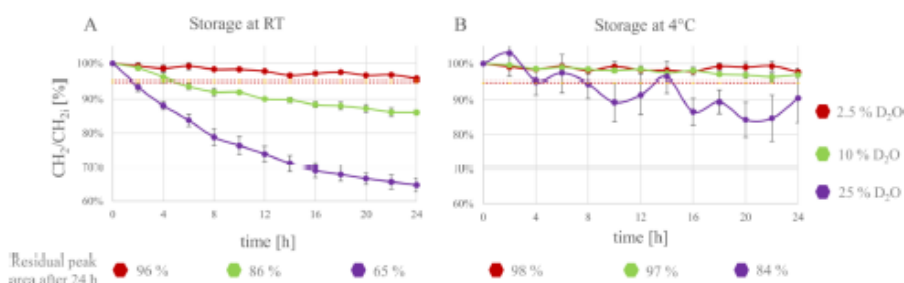 A Storage at RT
B Storage at 4°C
CH₂/CH₂ᵢ [%]
100%
90%
80%
70%
60%
0 4 8 12 16 20 24
time [h]
100%
90%
80%
60%
0 4 8 12 16 20 24
time [h]
2.5 % D₂O
10 % D₂O
25 % D₂O
Residual peak
area after 24 h
96 % 86 % 65 % 98 % 97 % 84 %